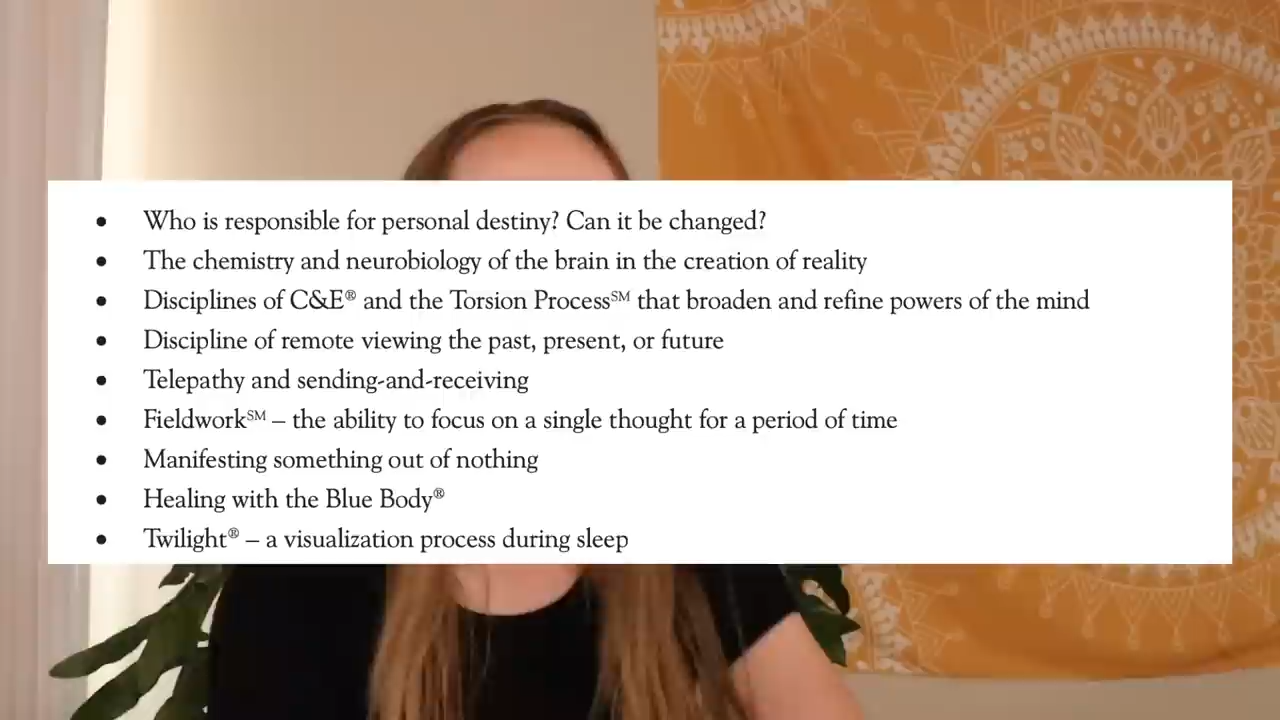 • Who is responsible for personal destiny? Can it be changed?
• The chemistry and neurobiology of the brain in the creation of reality
• Disciplines of C&E® and the Torsion Process℠ that broaden and refine powers of the mind
• Discipline of remote viewing the past, present, or future
• Telepathy and sending-and-receiving
• Fieldwork℠ – the ability to focus on a single thought for a period of time
• Manifesting something out of nothing
• Healing with the Blue Body®
• Twilight® – a visualization process during sleep